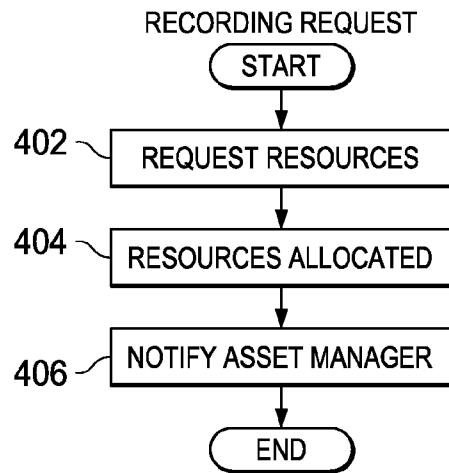 RECORDING REQUEST
START
402
REQUEST RESOURCES
404
RESOURCES ALLOCATED
406
NOTIFY ASSET MANAGER
END